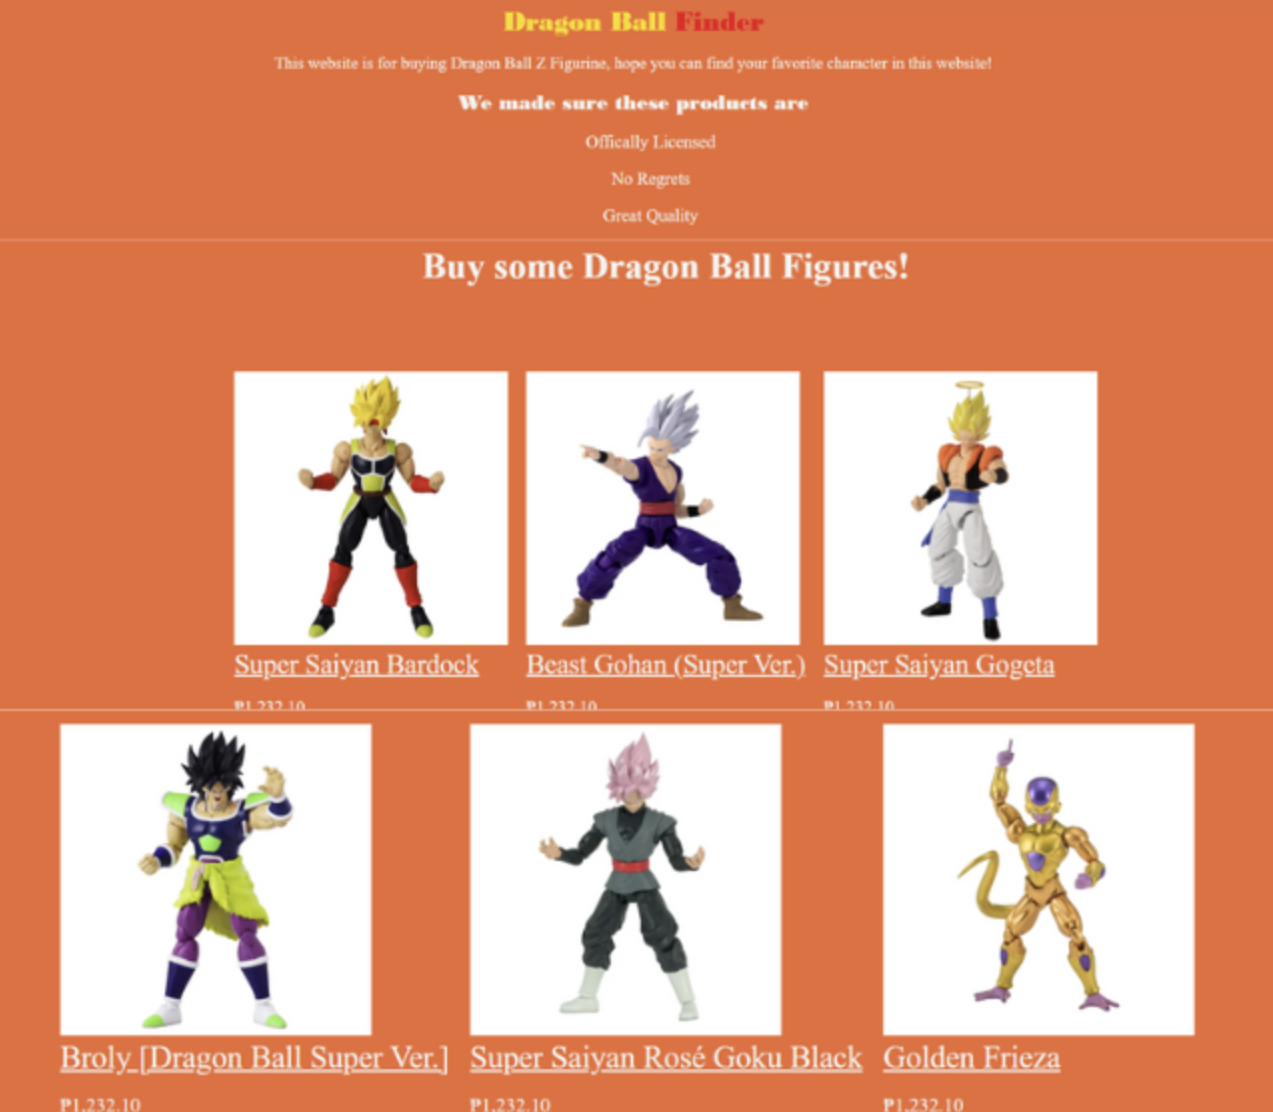 Dragon Ball Finder
This website is for buying Dragon Ball Z Figurine, hope you can find your favorite character in this website!
We made sure these products are
Offically Licensed
No Regrets
Great Quality
Buy some Dragon Ball Figures!
Super Saiyan Bardock Beast Gohan (Super Ver.) Super Saiyan Gogeta
₱1,232.10 ₱1,232.10 ₱1,232.10
Broly [Dragon Ball Super Ver.] Super Saiyan Rosé Goku Black Golden Frieza
₱1,232.10 ₱1,232.10 ₱1,232.10